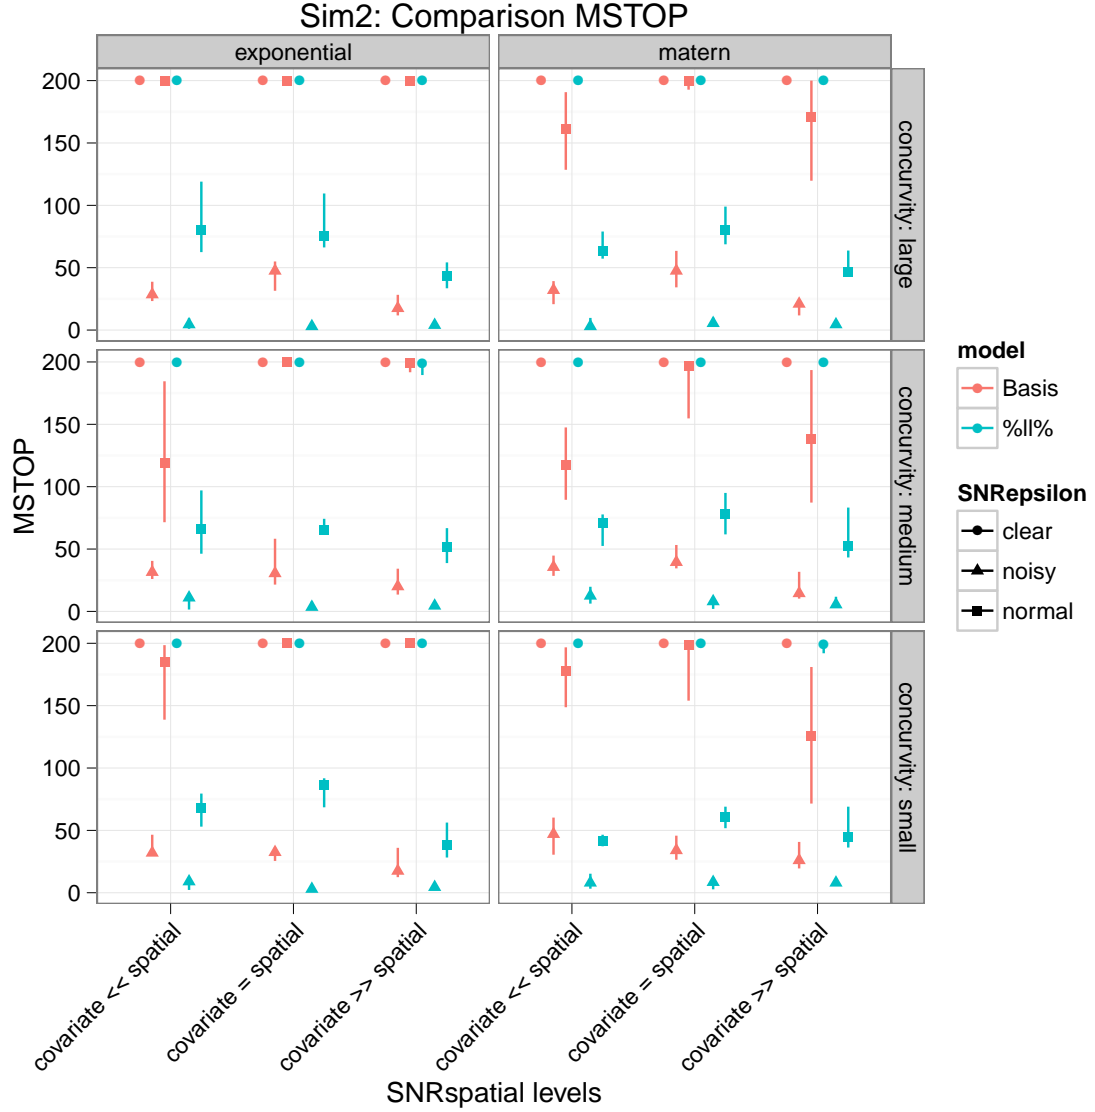 Sim2: Comparison MSTOP
exponential
matern
200
150
100
50
0
concurvity: large
200
150
100
50
0
concurvity: medium
200
150
100
50
0
concurvity: small
MSTOP
covariate << spatial
covariate = spatial
covariate >> spatial
covariate << spatial
covariate = spatial
covariate >> spatial
SNRspatial levels
model
Basis
%II%
SNRepsilon
clear
noisy
normal